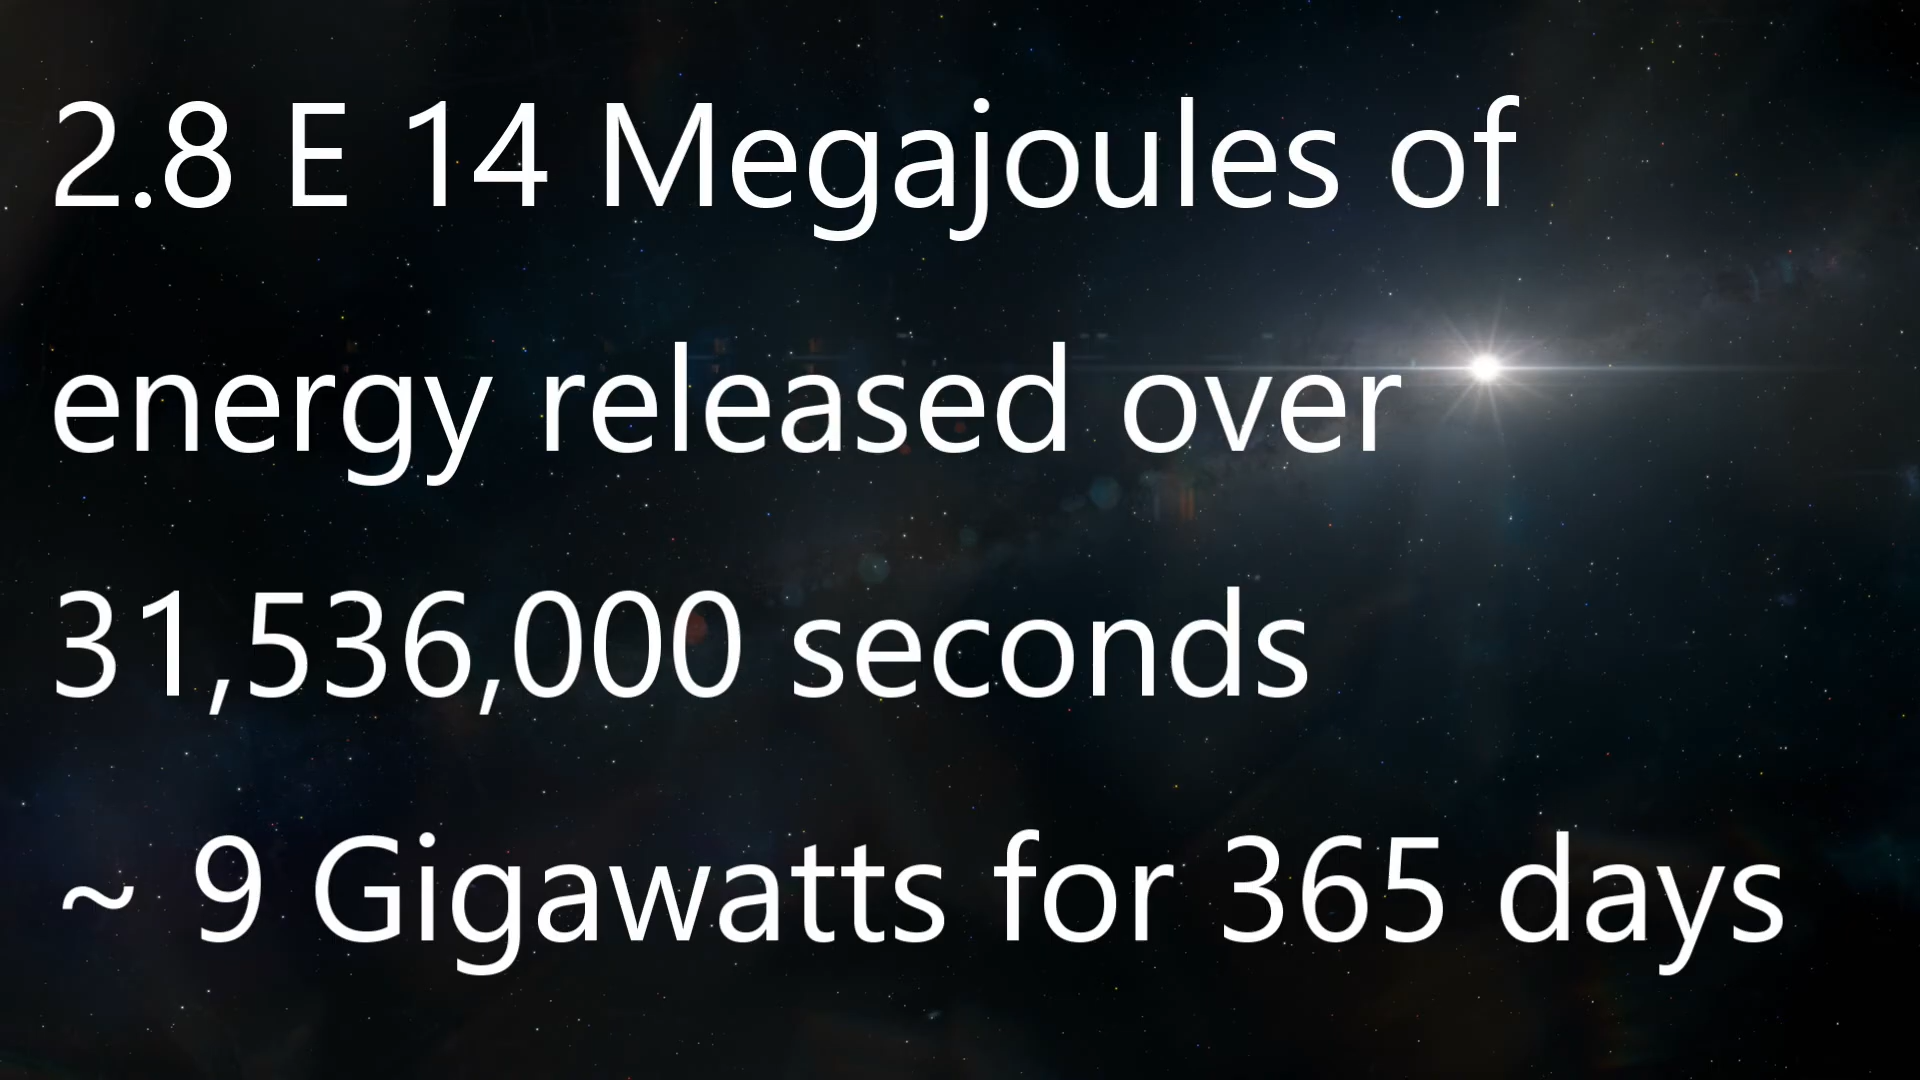 2.8 E 14 Megajoules of
energy released over
31,536,000 seconds
~ 9 Gigawatts for 365 days